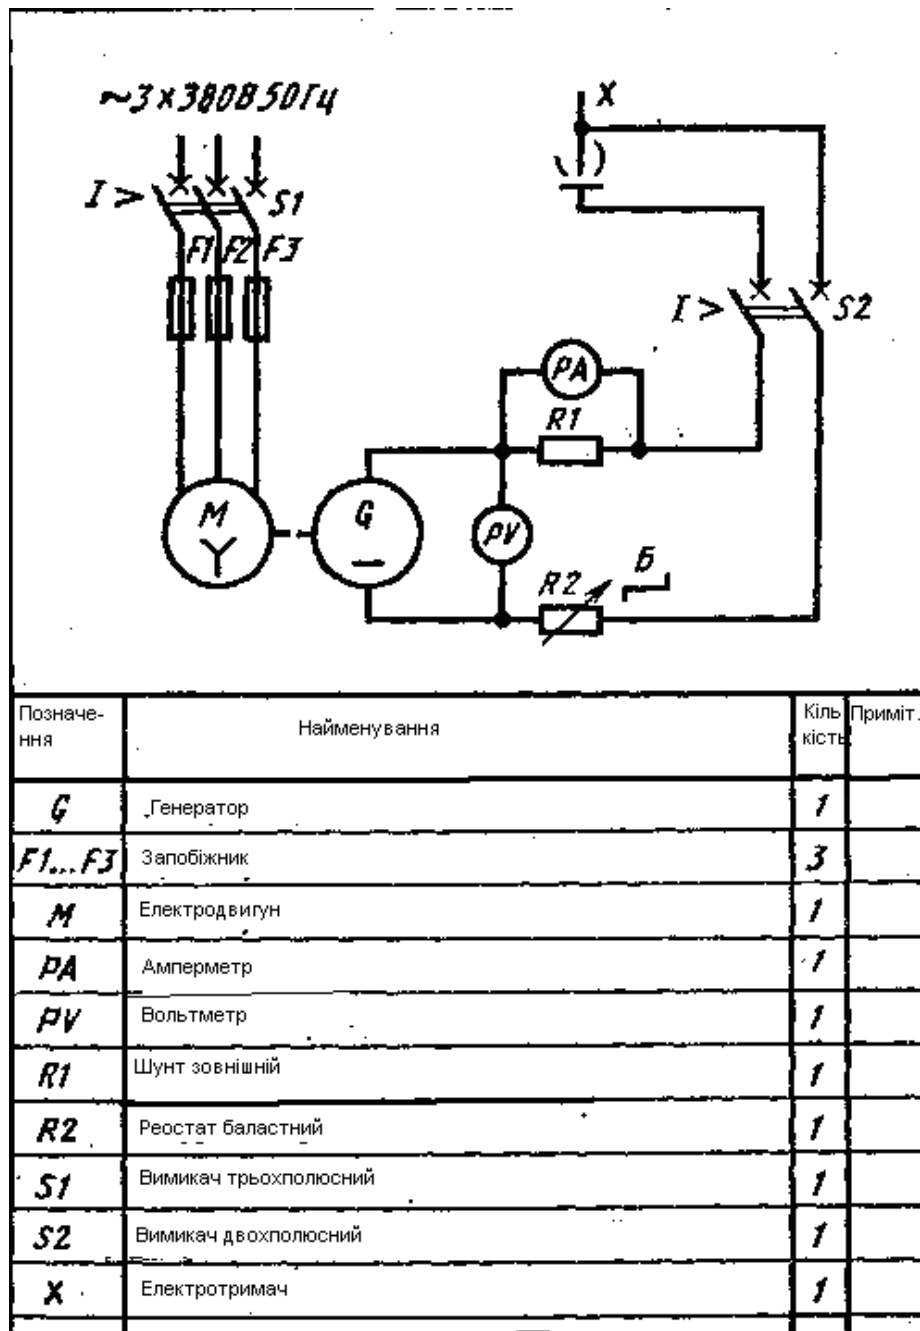 ~3×380В 50Гц
X
I >
S1
F1 F2 F3
I >
S2
PA
R1
M
G
PV
Б
R2
Позначе-
ння
Найменування
Кіль
кість
Приміт.
G Генератор 1
F1...F3 Запобіжник 3
M Електродвигун 1
PA Амперметр 1
PV Вольтметр 1
R1 Шунт зовнішній 1
R2 Реостат баластний 1
S1 Вимикач трьохполюсний 1
S2 Вимикач двохполюсний 1
X Електротримач 1